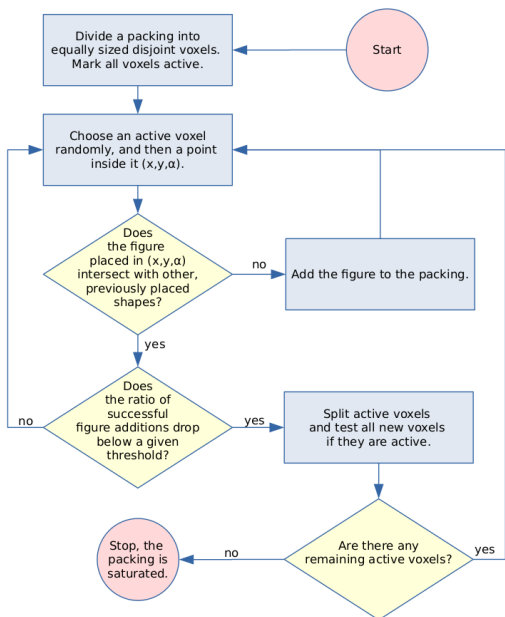 Start
Divide a packing into
equally sized disjoint voxels.
Mark all voxels active.
Choose an active voxel
randomly, and then a point
inside it (x,y,α).
Does
the figure
placed in (x,y,α)
intersect with other,
previously placed
shapes?
no
Add the figure to the packing.
yes
Does
the ratio of
successful
figure additions drop
below a given
threshold?
no
yes
Split active voxels
and test all new voxels
if they are active.
Are there any
remaining active voxels?
yes
no
Stop, the
packing is
saturated.